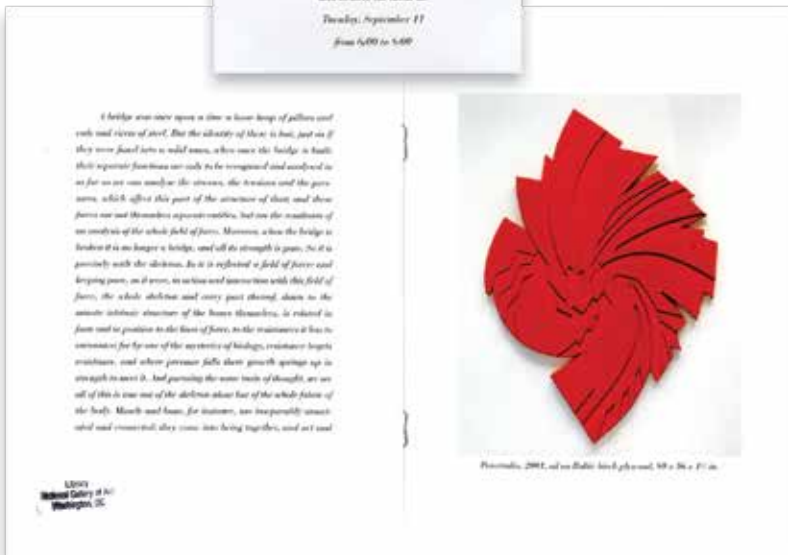 Tuesday, September 11
from 6:00 to 8:00
A bridge was once upon a time a loose heap of pillars and
rods and rivets of steel. But the identity of these is lost, just as if
they were fused into a solid mass, when once the bridge is built;
their separate functions are only to be recognized and analysed in
so far as we can analyse the stresses, the tensions and the pres-
sures, which affect this part of the structure or that; and these
forces are not themselves separate entities, but are the resultants of
an analysis of the whole field of force. Moreover, when the bridge is
broken it is no longer a bridge, and all its strength is gone. So it is
precisely with the skeleton. In it is reflected a field of force: and
keeping pace, as it were, in action and interaction with this field of
force, the whole skeleton and every part thereof, down to the
minute intrinsic structure of the bones themselves, is related in
form and in position to the lines of force, to the resistances it has to
encounter; for by one of the mysteries of biology, resistance begets
resistance, and where pressure falls there growth springs up in
strength to meet it. And pursuing the same train of thought, we see
all of this is true not of the skeleton alone but of the whole fabric of
the body. Muscle and bone, for instance, are inseparably associ-
ated and connected; they come into being together, and act and
Library
National Gallery of Art
Washington, DC
2001, oil on Baltic birch plywood,